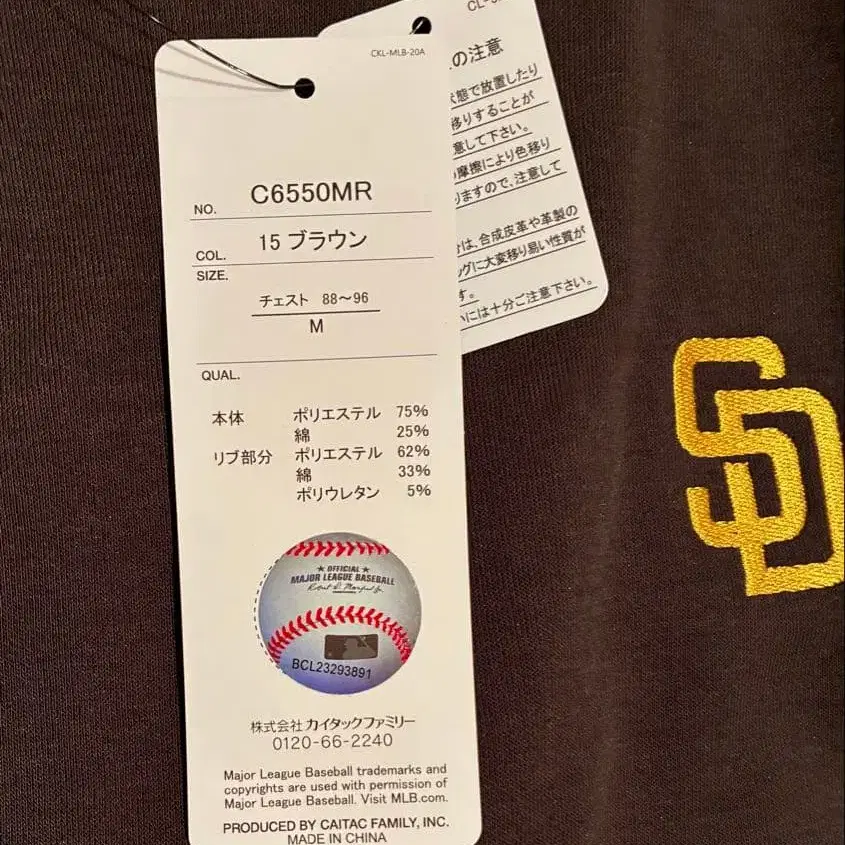 CKL-MLB-20A
NO. C6550MR
COL. 15 ブラウン
SIZE.
チェスト 88～96
M
QUAL.
本体 ポリエステル 75%
綿 25%
リブ部分 ポリエステル 62%
綿 33%
ポリウレタン 5%
★ OFFICIAL ★
MAJOR LEAGUE BASEBALL
BCL23293891
株式会社 カイタックファミリー
0120-66-2240
Major League Baseball trademarks and
copyrights are used with permission of
Major League Baseball. Visit MLB.com.
PRODUCED BY CAITAC FAMILY, INC.
MADE IN CHINA
の注意
態で放置したり
移りすることが
意して下さい。
摩擦により色移り
りますので、注意して
は、合成皮革や革製の
グに大変移り易い性質が
す。
には十分ご注意下さい。
SD